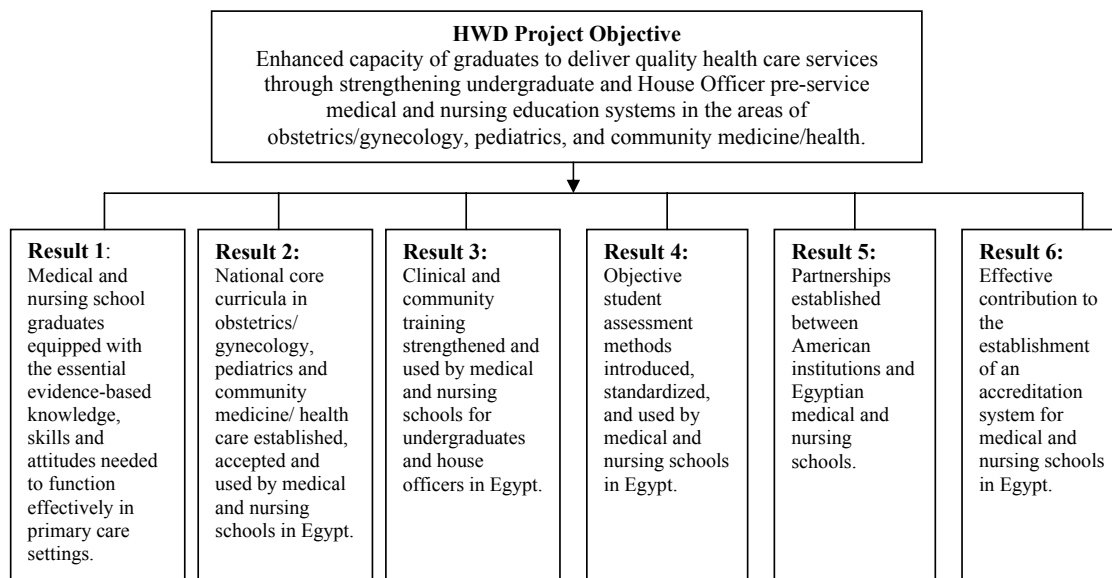 HWD Project Objective
Enhanced capacity of graduates to deliver quality health care services
through strengthening undergraduate and House Officer pre-service
medical and nursing education systems in the areas of
obstetrics/gynecology, pediatrics, and community medicine/health.
Result 1:
Medical and
nursing school
graduates
equipped with
the essential
evidence-based
knowledge,
skills and
attitudes needed
to function
effectively in
primary care
settings.
Result 2:
National core
curricula in
obstetrics/
gynecology,
pediatrics and
community
medicine/ health
care established,
accepted and
used by medical
and nursing
schools in Egypt.
Result 3:
Clinical and
community
training
strengthened and
used by medical
and nursing
schools for
undergraduates
and house
officers in Egypt.
Result 4:
Objective
student
assessment
methods
introduced,
standardized,
and used by
medical and
nursing schools
in Egypt.
Result 5:
Partnerships
established
between
American
institutions and
Egyptian
medical and
nursing
schools.
Result 6:
Effective
contribution to
the
establishment
of an
accreditation
system for
medical and
nursing schools
in Egypt.